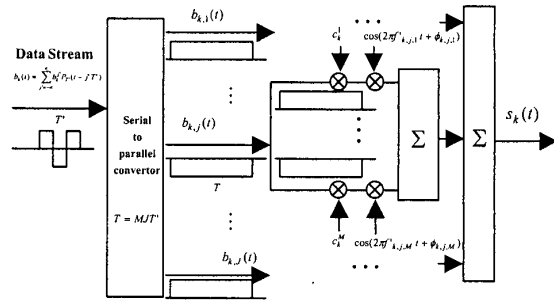 Data Stream
b_k(t) = \sum_{j=-∞}^{∞} b_k^j P_{T'}(t - jT')
T'
Serial
to
parallel
convertor
T = MJT'
b_{k,1}(t)
b_{k,j}(t)
T
b_{k,J}(t)
c_k^1
cos(2πf'_{k,j,1} t + ϕ_{k,j,1})
c_k^M
cos(2πf'_{k,j,M} t + ϕ_{k,j,M})
Σ
Σ
s_k(t)